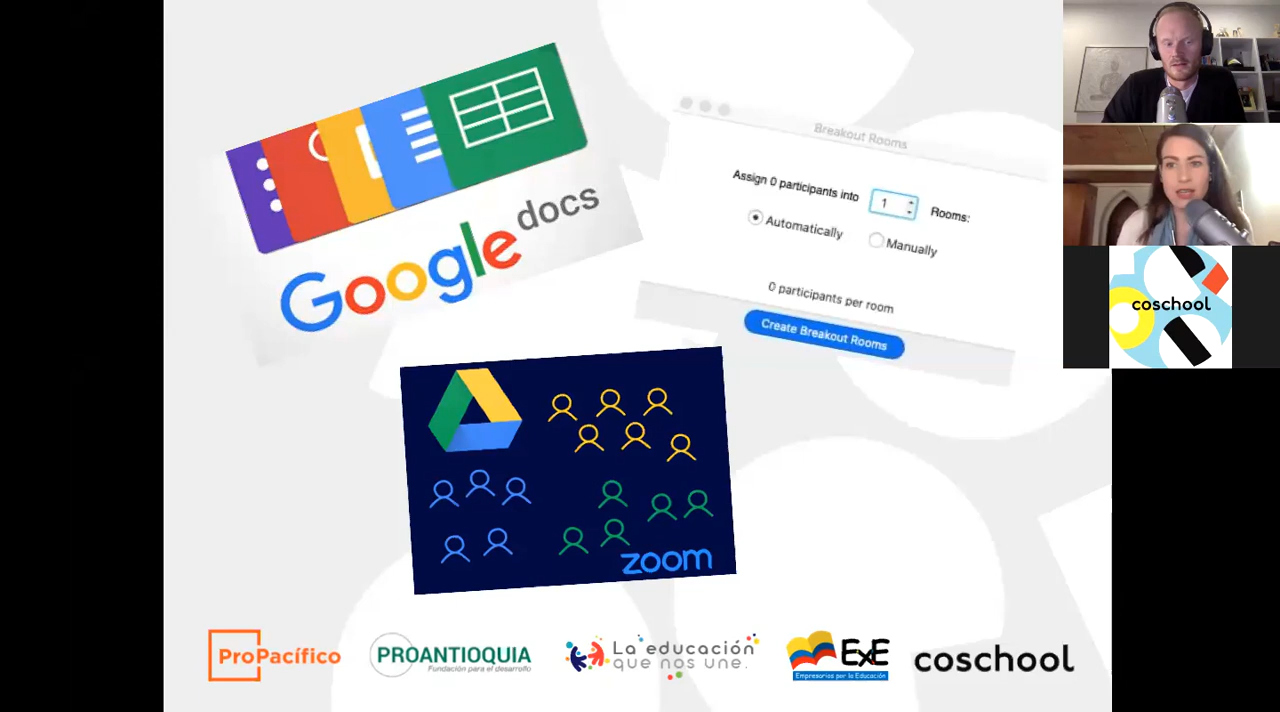 Google docs
Breakout Rooms
Assign 0 participants into 1 Rooms:
Automatically Manually
0 participants per room
Create Breakout Rooms
zoom
coschool
ProPacífico
PROANTIOQUIA
Fundación para el desarrollo
La educación
que nos une.
ExE
Empresarios por la Educación
coschool